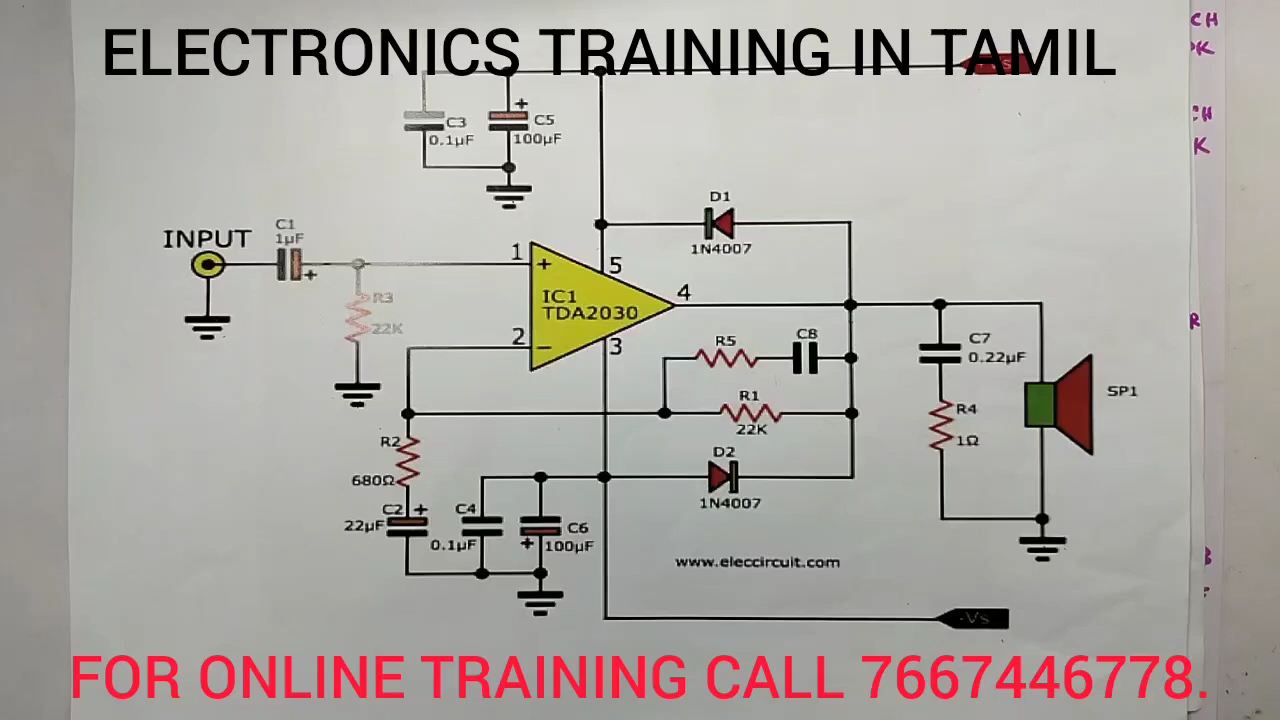 ELECTRONICS TRAINING IN TAMIL
CH
K
+
C3
0.1µF
C5
100µF
CH
K
D1
1N4007
INPUT
C1
1µF
+
1
+
5
R3
22K
IC1
TDA2030
4
2
−
3
R5
C8
C7
0.22µF
R1
22K
R4
1Ω
SP1
R
R2
680Ω
D2
1N4007
C2
+
22µF
C4
0.1µF
C6
+
100µF
www.eleccircuit.com
-Vs
FOR ONLINE TRAINING CALL 7667446778.